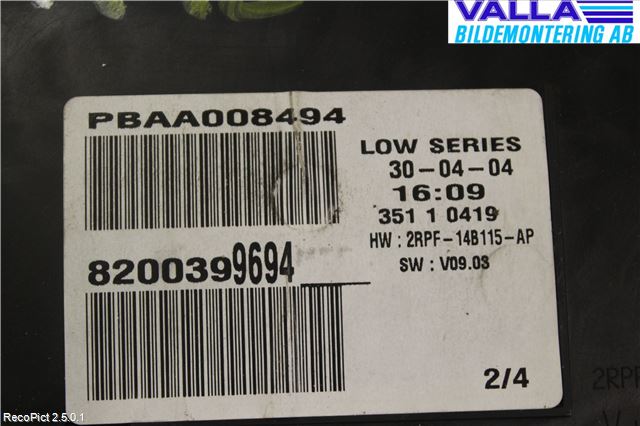 VALLA
BILDEMONTERING AB
PBAA008494
LOW SERIES
30-04-04
16:09
351 1 0419
HW : 2RPF-14B115-AP
SW : V09.03
8200399694
2/4
2RPF
RecoPict 2.5.0.1